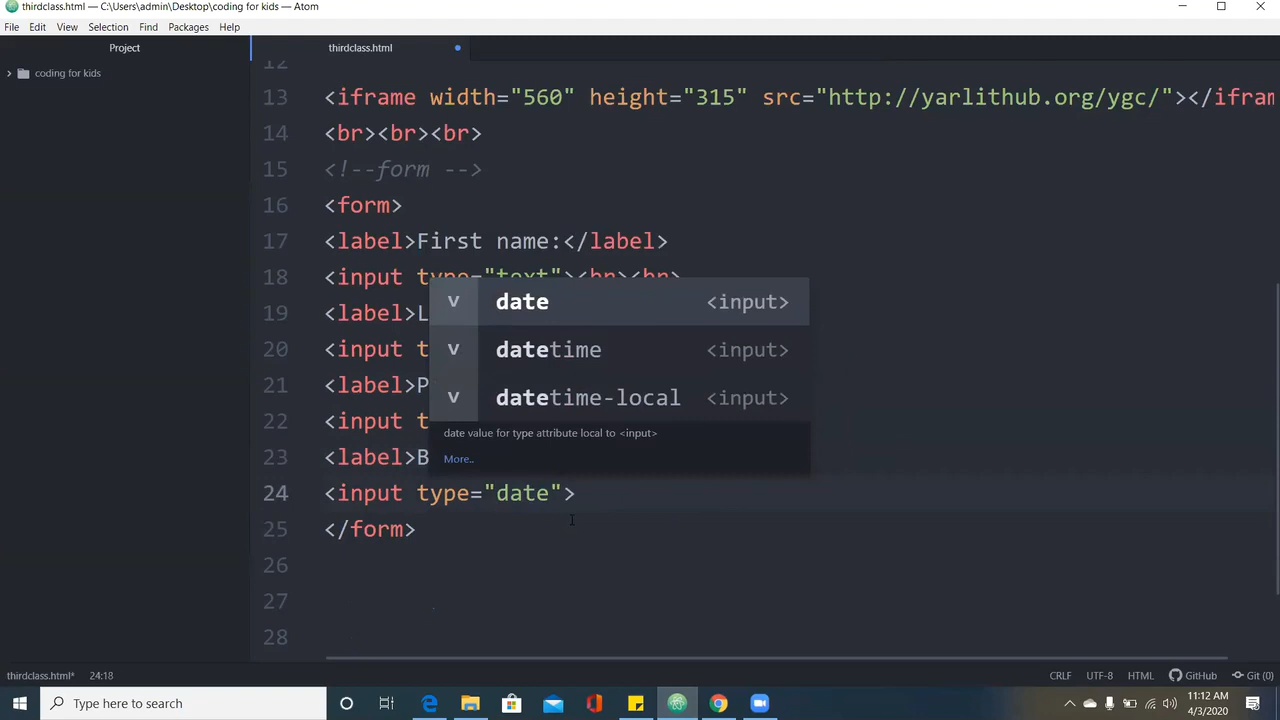 thirdclass.html — C:\Users\admin\Desktop\coding for kids — Atom
File Edit View Selection Find Packages Help
Project
thirdclass.html
coding for kids
12
13 <iframe width="560" height="315" src="http://yarlithub.org/ygc/"></ifram
14 <br><br><br>
15 <!--form -->
16 <form>
17 <label>First name:</label>
18 <input type="text"><br><br>
19 <label>L
20 <input t
21 <label>P
22 <input t
23 <label>B
24 <input type="date">
25 </form>
26
27
28
v date <input>
v datetime <input>
v datetime-local <input>
date value for type attribute local to <input>
More..
thirdclass.html* 24:18 CRLF UTF-8 HTML GitHub Git (0)
Type here to search
11:12 AM
4/3/2020